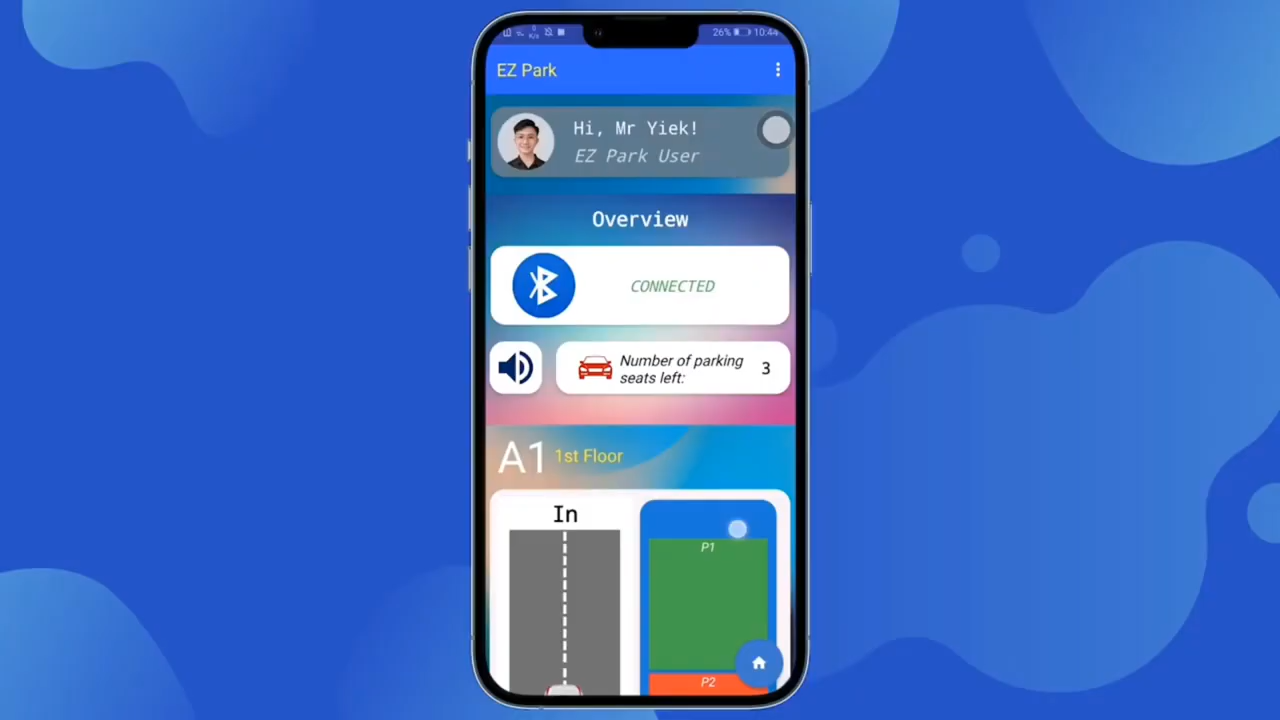 0
K/s
26%
10:44
EZ Park
Hi, Mr Yiek!
EZ Park User
Overview
CONNECTED
Number of parking
seats left:
3
A1 1st Floor
In
P1
P2